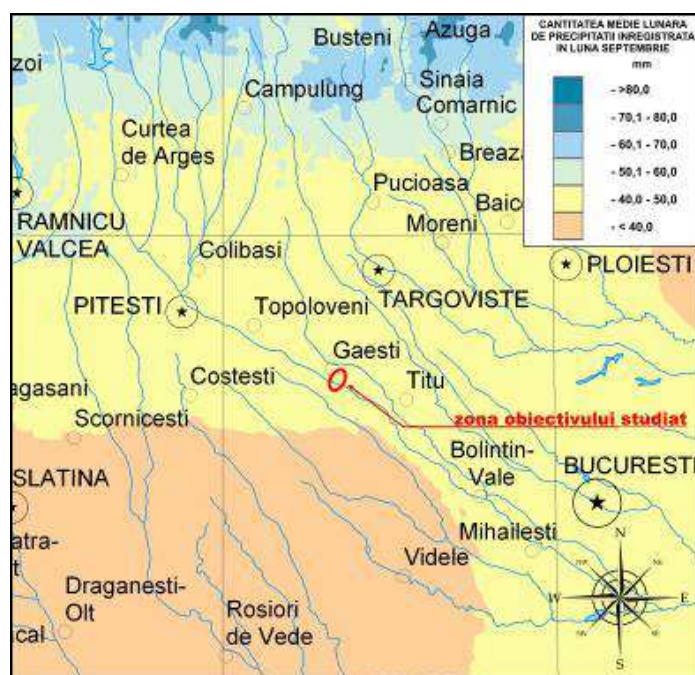 CANTITATEA MEDIE LUNARA
DE PRECIPITATII INREGISTRATA
IN LUNA SEPTEMBRIE
mm
- >80,0
- 70,1 - 80,0
- 60,1 - 70,0
- 50,1 - 60,0
- 40,0 - 50,0
- < 40,0
Busteni
Azuga
zoi
Sinaia
Campulung
Comarnic
Curtea
de Arges
Breaza
Pucioasa
RAMNICU
VALCEA
Baico
Moreni
Colibasi
PLOIESTI
TARGOVISTE
PITESTI
Topoloveni
Gaesti
agasani
Costesti
Titu
Scornicesti
zona obiectivului studiat
Bolintin-
Vale
SLATINA
BUCURESTI
Mihailesti
atra-
t
Videle
N
Draganesti-
Olt
W
E
Rosiori
de Vede
cal
S